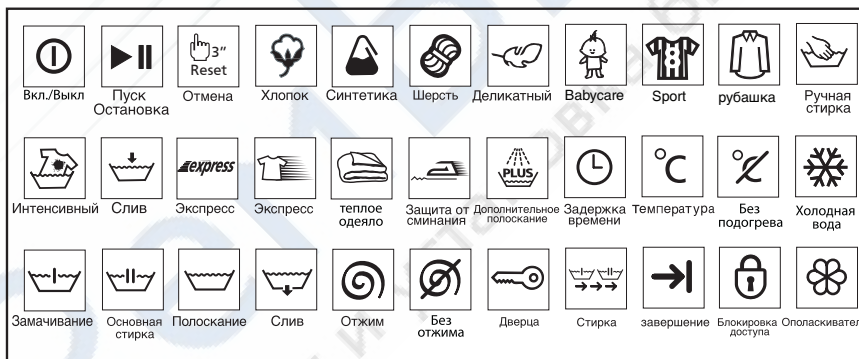 3"
Reset
Вкл./Выкл
Пуск
Остановка
Отмена
Хлопок
Синтетика
Шерсть
Деликатный
Babycare
Sport
рубашка
Ручная
стирка
express
PLUS
°C
Интенсивный
Слив
Экспресс
Экспресс
теплое
одеяло
Защита от
сминания
Дополнительное
полоскание
Задержка
времени
температура
Без
подогрева
Холодная
вода
Замачивание
Основная
стирка
Полоскание
Слив
Отжим
Без
отжима
Дверца
Стирка
завершение
Блокировка
доступа